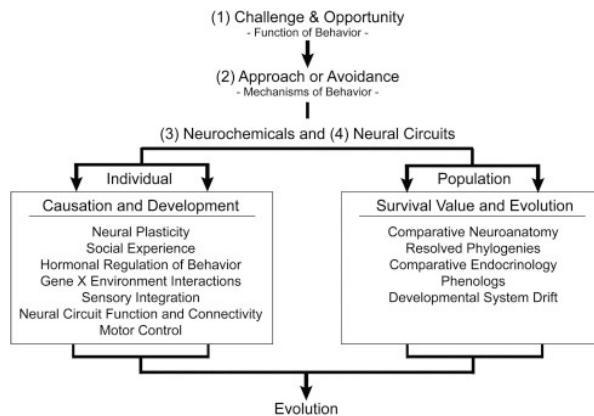 (1) Challenge & Opportunity
- Function of Behavior -
(2) Approach or Avoidance
- Mechanisms of Behavior -
(3) Neurochemicals and (4) Neural Circuits
Individual
Causation and Development
Neural Plasticity
Social Experience
Hormonal Regulation of Behavior
Gene X Environment Interactions
Sensory Integration
Neural Circuit Function and Connectivity
Motor Control
Population
Survival Value and Evolution
Comparative Neuroanatomy
Resolved Phylogenies
Comparative Endocrinology
Phenologs
Developmental System Drift
Evolution